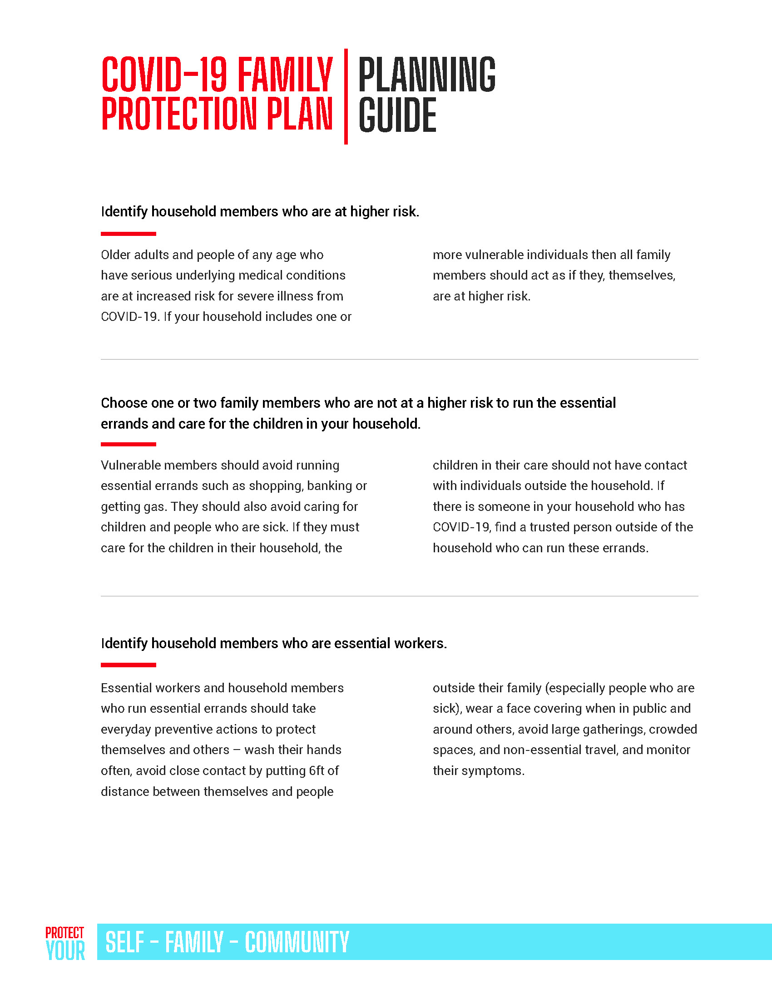 COVID-19 FAMILY
PROTECTION PLAN
PLANNING
GUIDE
Identify household members who are at higher risk.
Older adults and people of any age who
have serious underlying medical conditions
are at increased risk for severe illness from
COVID-19. If your household includes one or
more vulnerable individuals then all family
members should act as if they, themselves,
are at higher risk.
Choose one or two family members who are not at a higher risk to run the essential
errands and care for the children in your household.
Vulnerable members should avoid running
essential errands such as shopping, banking or
getting gas. They should also avoid caring for
children and people who are sick. If they must
care for the children in their household, the
children in their care should not have contact
with individuals outside the household. If
there is someone in your household who has
COVID-19, find a trusted person outside of the
household who can run these errands.
Identify household members who are essential workers.
Essential workers and household members
who run essential errands should take
everyday preventive actions to protect
themselves and others – wash their hands
often, avoid close contact by putting 6ft of
distance between themselves and people
outside their family (especially people who are
sick), wear a face covering when in public and
around others, avoid large gatherings, crowded
spaces, and non-essential travel, and monitor
their symptoms.
PROTECT
YOUR
SELF - FAMILY - COMMUNITY